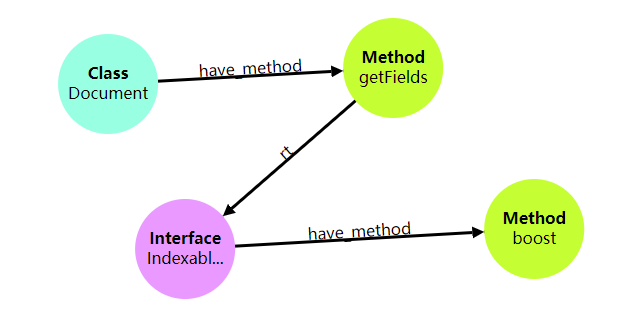 Class
Document
have_method
Method
getFields
rt
Interface
Indexabl...
have_method
Method
boost